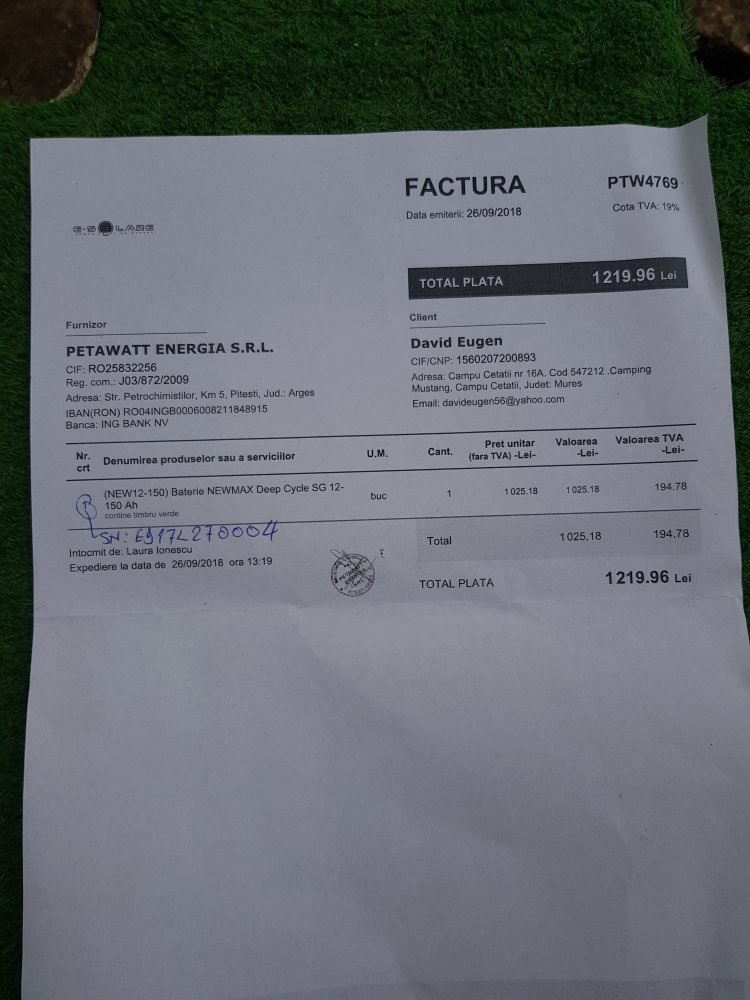 FACTURA
PTW4769
Data emiterii: 26/09/2018
Cota TVA: 19%
E-SOLARE
TOTAL PLATA 1219.96 Lei
Furnizor
PETAWATT ENERGIA S.R.L.
CIF: RO25832256
Reg. com.: J03/872/2009
Adresa: Str. Petrochimistilor, Km 5, Pitesti, Jud.: Arges
IBAN(RON) RO04INGB0006008211848915
Banca: ING BANK NV
Client
David Eugen
CIF/CNP: 1560207200893
Adresa: Campu Cetatii nr 16A. Cod 547212 .Camping
Mustang, Campu Cetatii, Judet: Mures
Email: davideugen56@yahoo.com
Nr. crt Denumirea produselor sau a serviciilor U.M. Cant. Pret unitar (fara TVA) -Lei- Valoarea -Lei- Valoarea TVA -Lei-
1 (NEW12-150) Baterie NEWMAX Deep Cycle SG 12- buc 1 1025.18 1025.18 194.78
150 Ah
contine timbru verde
SN: E917L270004
Intocmit de: Laura Ionescu
Expediere la data de 26/09/2018 ora 13:19
PETAWATT
ENERGIA
Total 1025.18 194.78
TOTAL PLATA 1219.96 Lei